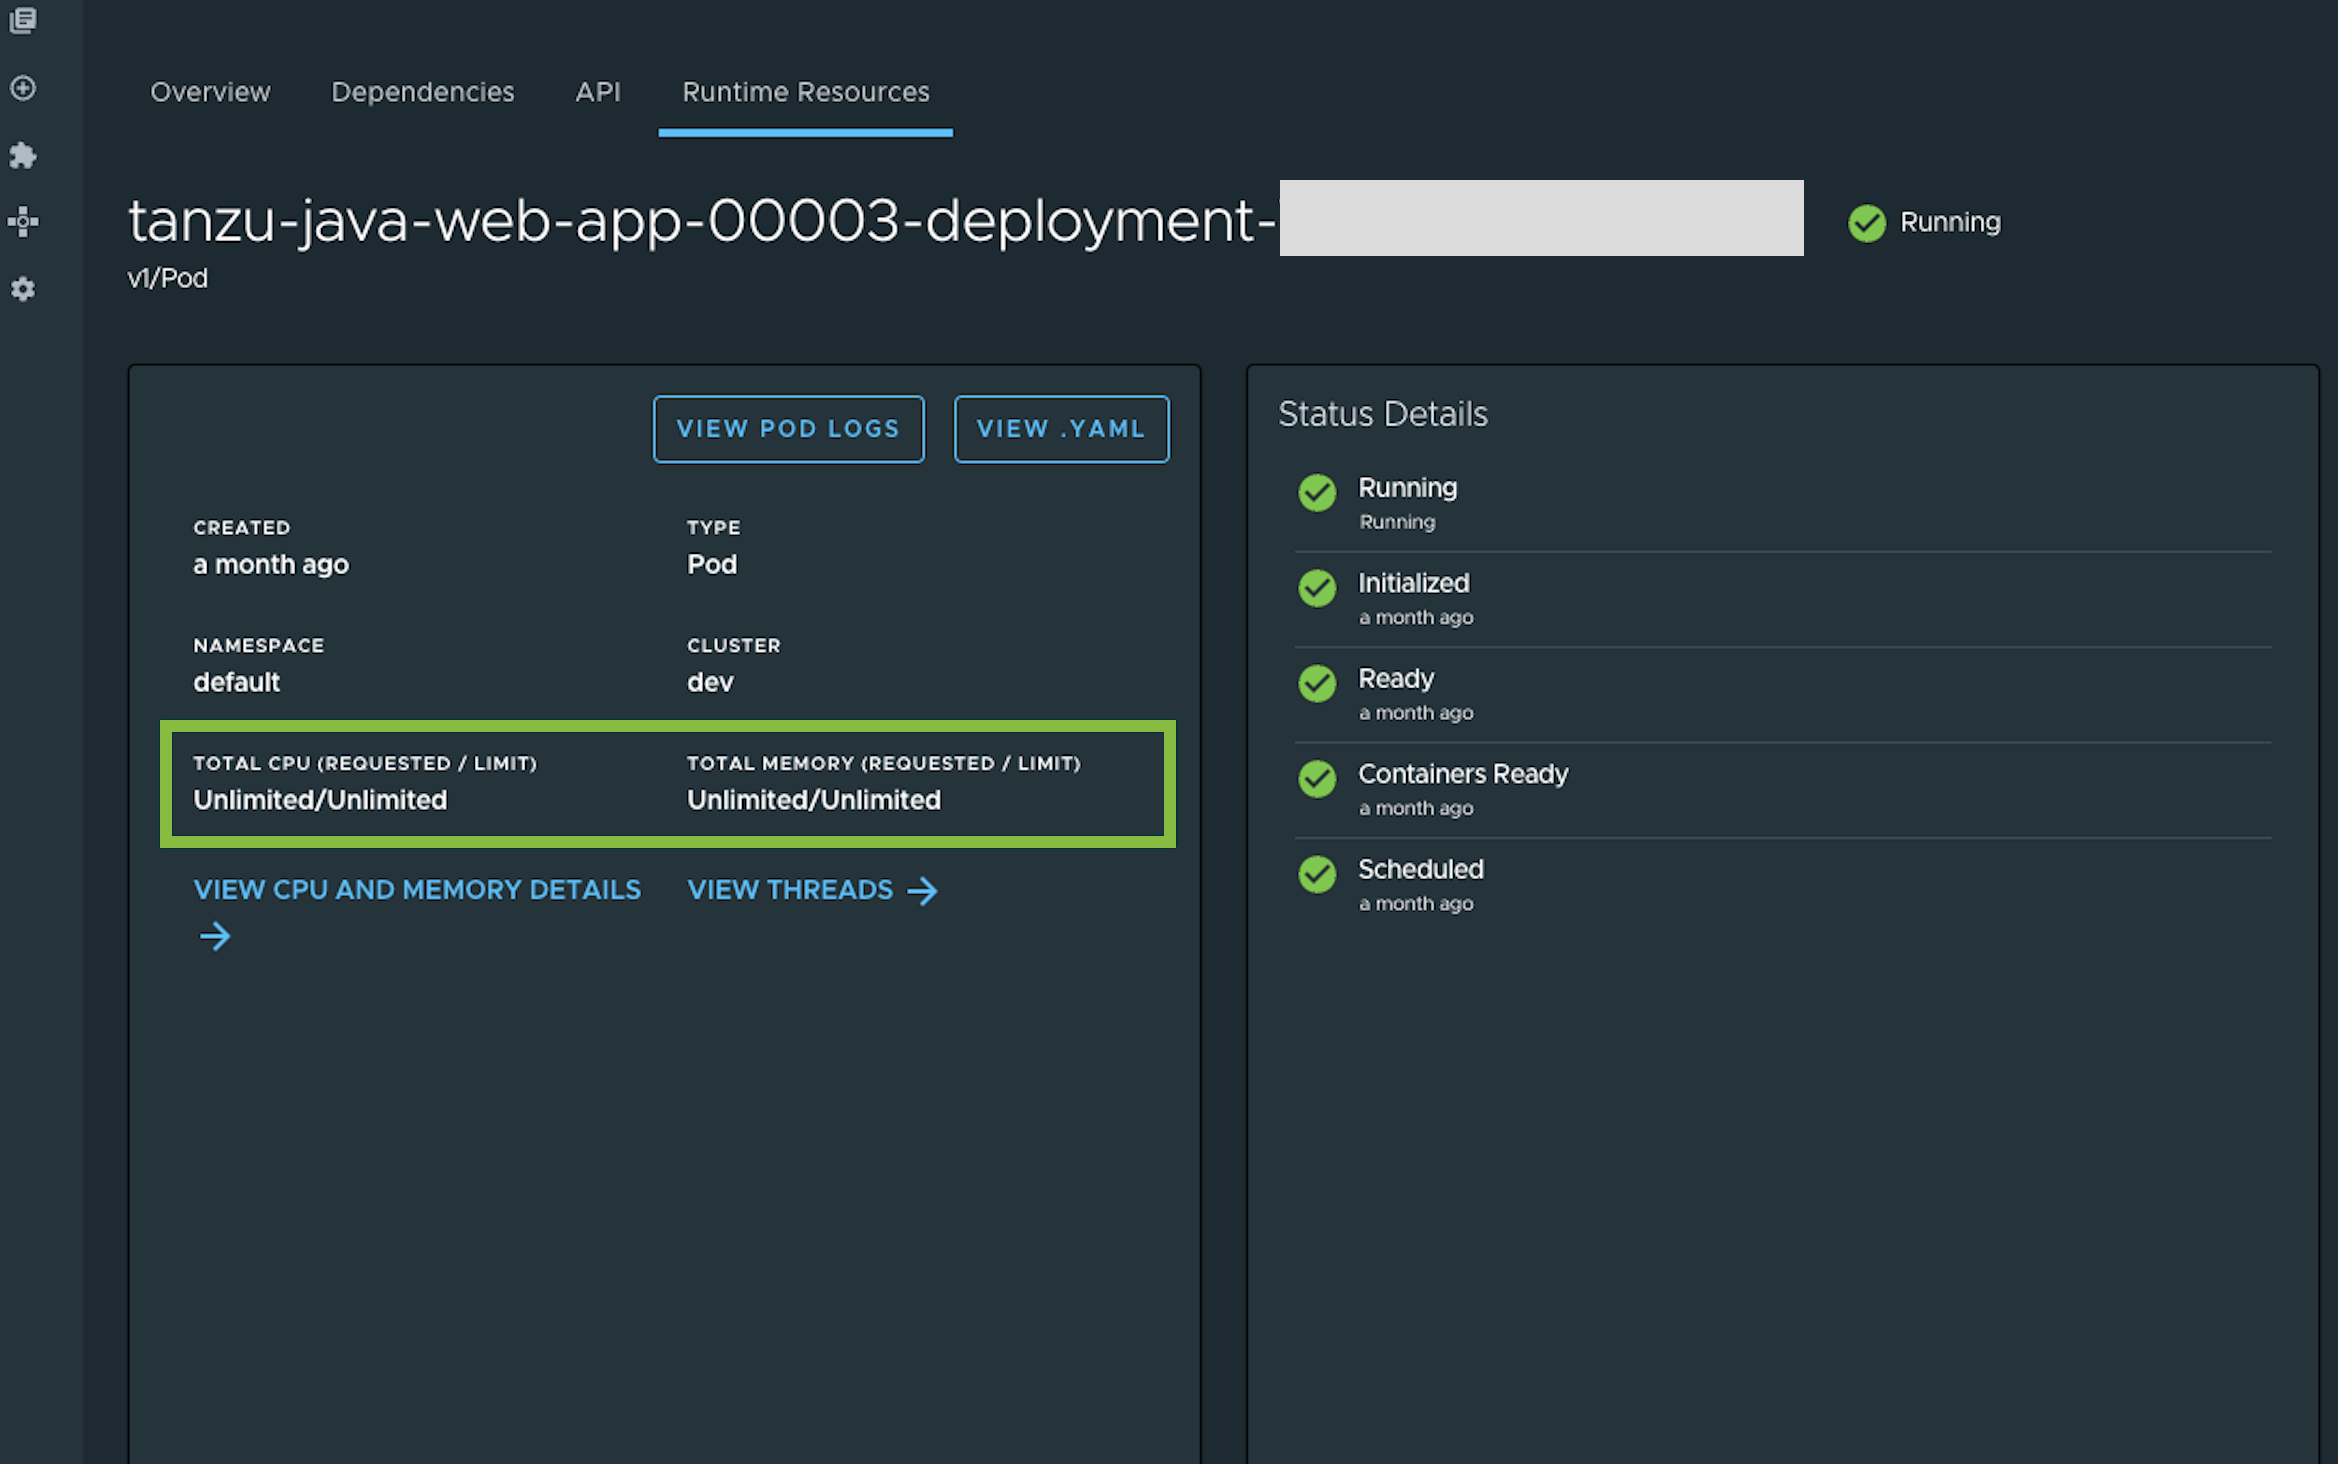 Overview Dependencies API Runtime Resources
tanzu-java-web-app-00003-deployment-
Running
v1/Pod
VIEW POD LOGS VIEW .YAML
CREATED
a month ago
TYPE
Pod
NAMESPACE
default
CLUSTER
dev
TOTAL CPU (REQUESTED / LIMIT)
Unlimited/Unlimited
TOTAL MEMORY (REQUESTED / LIMIT)
Unlimited/Unlimited
VIEW CPU AND MEMORY DETAILS
VIEW THREADS
Status Details
Running
Running
Initialized
a month ago
Ready
a month ago
Containers Ready
a month ago
Scheduled
a month ago